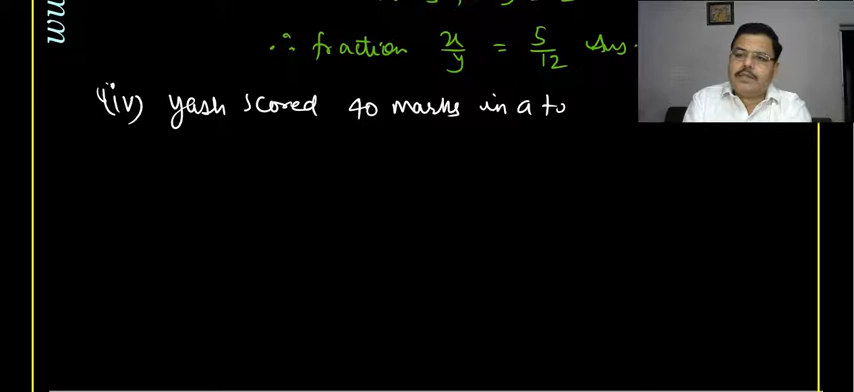 ∴ fraction x/y = 5/12 Ans.
(iv) Yash scored 40 marks in a to